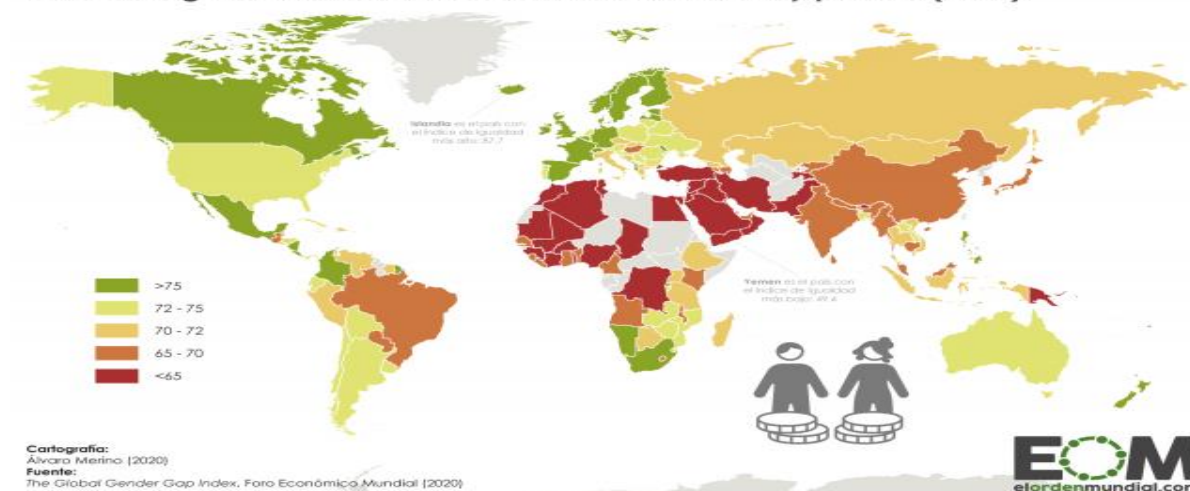 Islandia es el país con
el Índice de Igualdad
más alto: 87,7
Yemen es el país con
el Índice de Igualdad
más bajo: 49,4
>75
72 - 75
70 - 72
65 - 70
<65
Cartografía:
Álvaro Merino (2020)
Fuente:
The Global Gender Gap Index, Foro Económico Mundial (2020)
EOM
elordenmundial.com